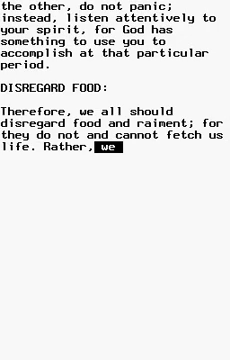 the other, do not panic;
instead, listen attentively to
your spirit, for God has
something to use you to
accomplish at that particular
period.
DISREGARD FOOD:
Therefore, we all should
disregard food and raiment; for
they do not and cannot fetch us
life. Rather, we